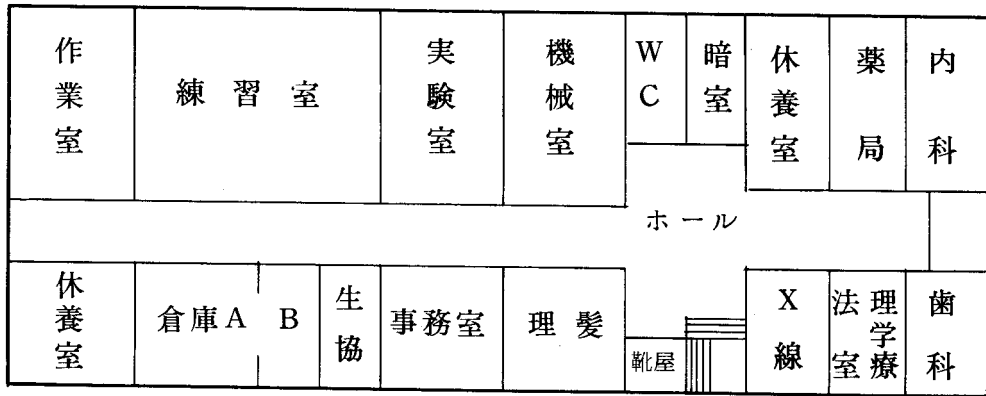 作業室
練習室
実験室
機械室
WC
暗室
休養室
薬局
内科
ホール
休養室
倉庫A
B
生協
事務室
理髪
靴屋
X線
理学療法室
歯科